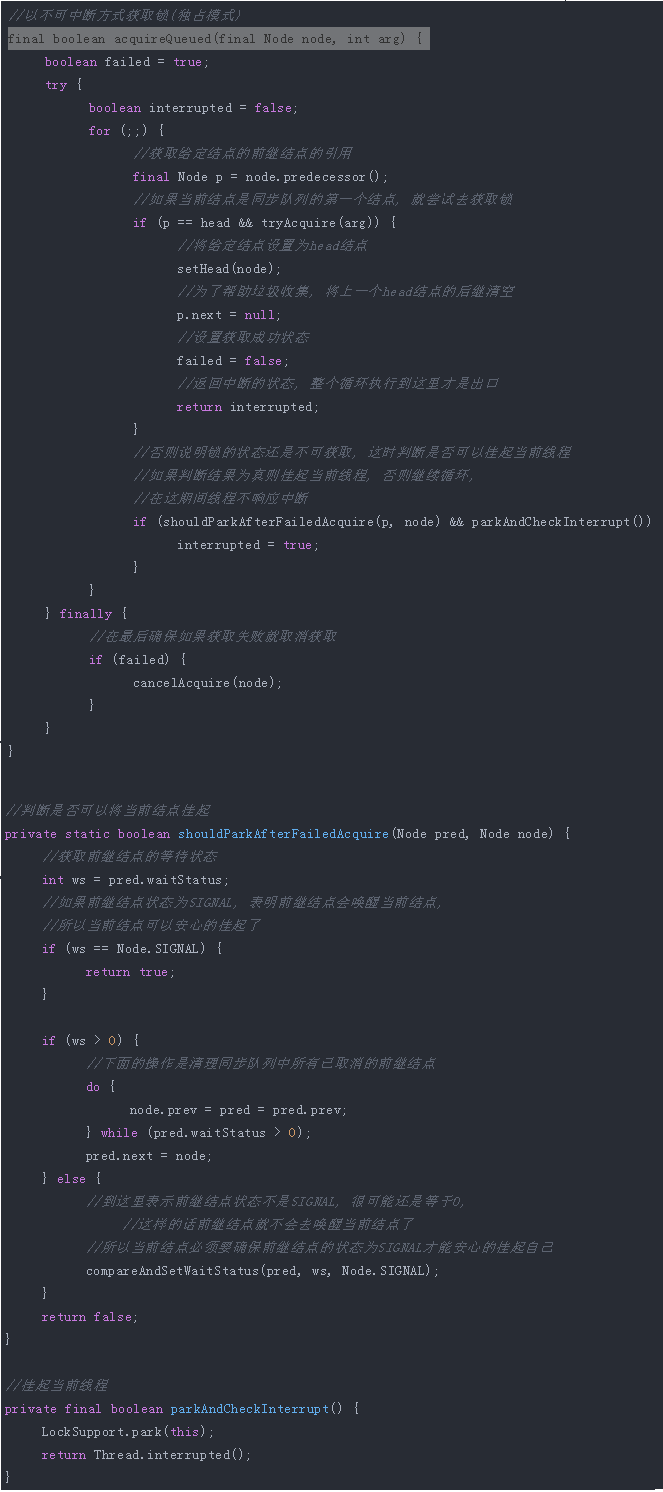 //以不可中断方式获取锁(独占模式)
final boolean acquireQueued(final Node node, int arg) {
    boolean failed = true;
    try {
        boolean interrupted = false;
        for (;;) {
            //获取给定结点的前继结点的引用
            final Node p = node.predecessor();
            //如果当前结点是同步队列的第一个结点, 就尝试去获取锁
            if (p == head && tryAcquire(arg)) {
                //将给定结点设置为head结点
                setHead(node);
                //为了帮助垃圾收集, 将上一个head结点的后继清空
                p.next = null;
                //设置获取成功状态
                failed = false;
                //返回中断的状态, 整个循环执行到这里才是出口
                return interrupted;
            }
            //否则说明锁的状态还是不可获取, 这时判断是否可以挂起当前线程
            //如果判断结果为真则挂起当前线程, 否则继续循环,
            //在这期间线程不响应中断
            if (shouldParkAfterFailedAcquire(p, node) && parkAndCheckInterrupt())
                interrupted = true;
            }
        }
    } finally {
        //在最后确保如果获取失败就取消获取
        if (failed) {
            cancelAcquire(node);
        }
    }
}

//判断是否可以将当前结点挂起
private static boolean shouldParkAfterFailedAcquire(Node pred, Node node) {
    //获取前继结点的等待状态
    int ws = pred.waitStatus;
    //如果前继结点状态为SIGNAL, 表明前继结点会唤醒当前结点,
    //所以当前结点可以安心的挂起了
    if (ws == Node.SIGNAL) {
        return true;
    }

    if (ws > 0) {
        //下面的操作是清理同步队列中所有已取消的前继结点
        do {
            node.prev = pred = pred.prev;
        } while (pred.waitStatus > 0);
        pred.next = node;
    } else {
        //到这里表示前继结点状态不是SIGNAL, 很可能还是等于0,
            //这样的话前继结点就不会去唤醒当前结点了
        //所以当前结点必须要确保前继结点的状态为SIGNAL才能安心的挂起自己
        compareAndSetWaitStatus(pred, ws, Node.SIGNAL);
    }
    return false;
}

//挂起当前线程
private final boolean parkAndCheckInterrupt() {
    LockSupport.park(this);
    return Thread.interrupted();
}